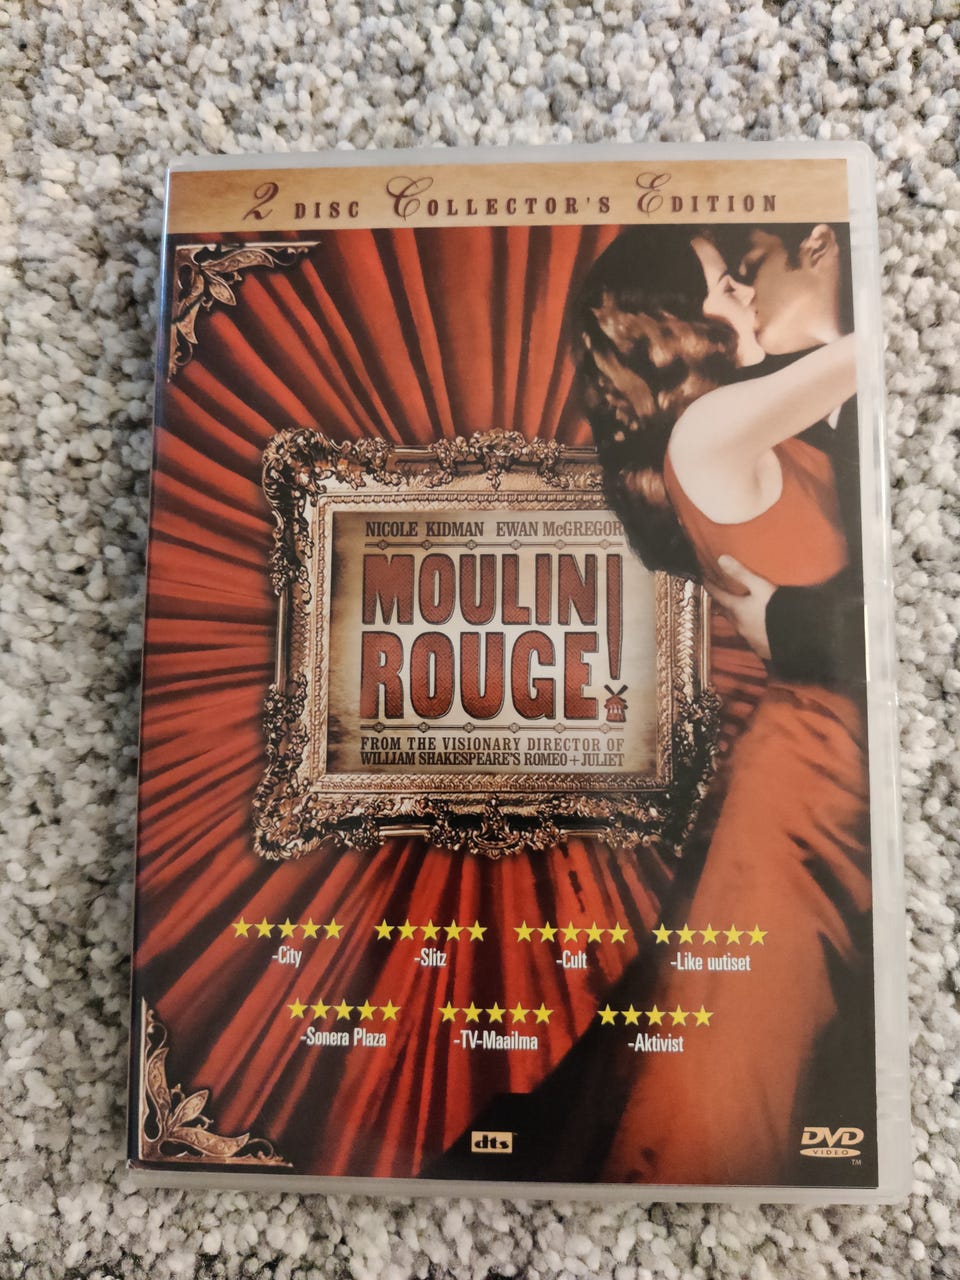 2 DISC COLLECTOR'S EDITION
NICOLE KIDMAN EWAN McGREGOR
MOULIN
ROUGE!
FROM THE VISIONARY DIRECTOR OF
WILLIAM SHAKESPEARE'S ROMEO+JULIET
-City -Slitz -Cult -Like uutiset
-Sonera Plaza -TV-Maailma -Aktivist
dts
DVD
VIDEO
TM